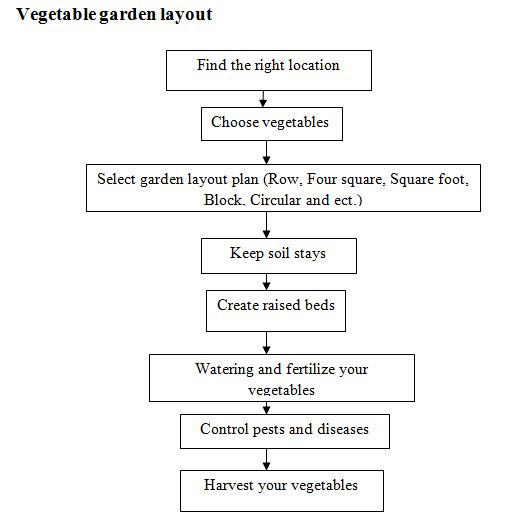 Vegetable garden layout
Find the right location
Choose vegetables
Select garden layout plan (Row, Four square, Square foot,
Block. Circular and ect.)
Keep soil stays
Create raised beds
Watering and fertilize your
vegetables
Control pests and diseases
Harvest your vegetables